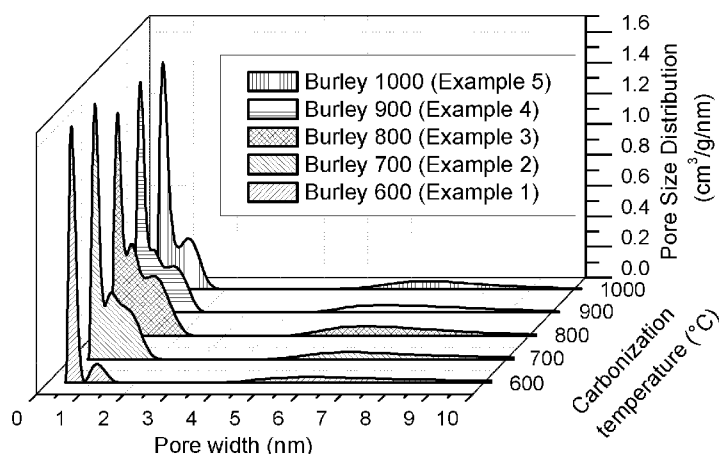 1.6
1.4
1.2
1.0
0.8
0.6
0.4
0.2
0.0
Pore Size Distribution
(cm³/g/nm)
Burley 1000 (Example 5)
Burley 900 (Example 4)
Burley 800 (Example 3)
Burley 700 (Example 2)
Burley 600 (Example 1)
1000
900
800
700
600
Carbonization
temperature (°C)
0 1 2 3 4 5 6 7 8 9 10
Pore width (nm)